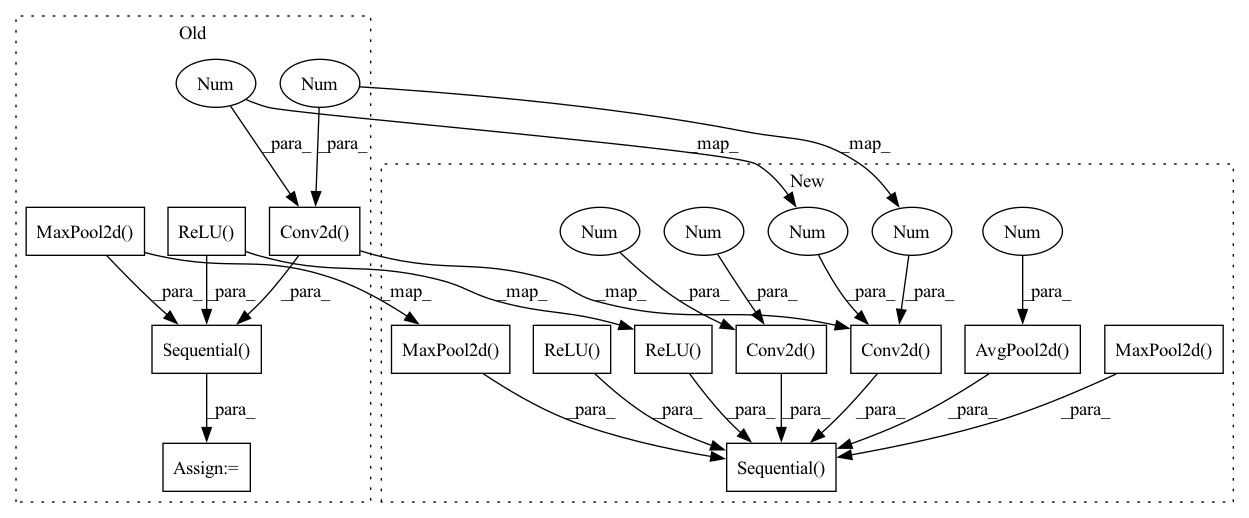 Old
Num
Num
_para_
_para_
_map_
_map_
New
MaxPool2d()
ReLU()
Conv2d()
Num
Num
Num
Num
Num
_para_
_para_
_para_
_map_
_map_
_map_
_para_
_para_
_para_
_para_
_para_
Sequential()
MaxPool2d()
ReLU()
ReLU()
Conv2d()
Conv2d()
AvgPool2d()
MaxPool2d()
_para_
_para_
_para_
_para_
_para_
_para_
_para_
_para_
Assign:=
Sequential()